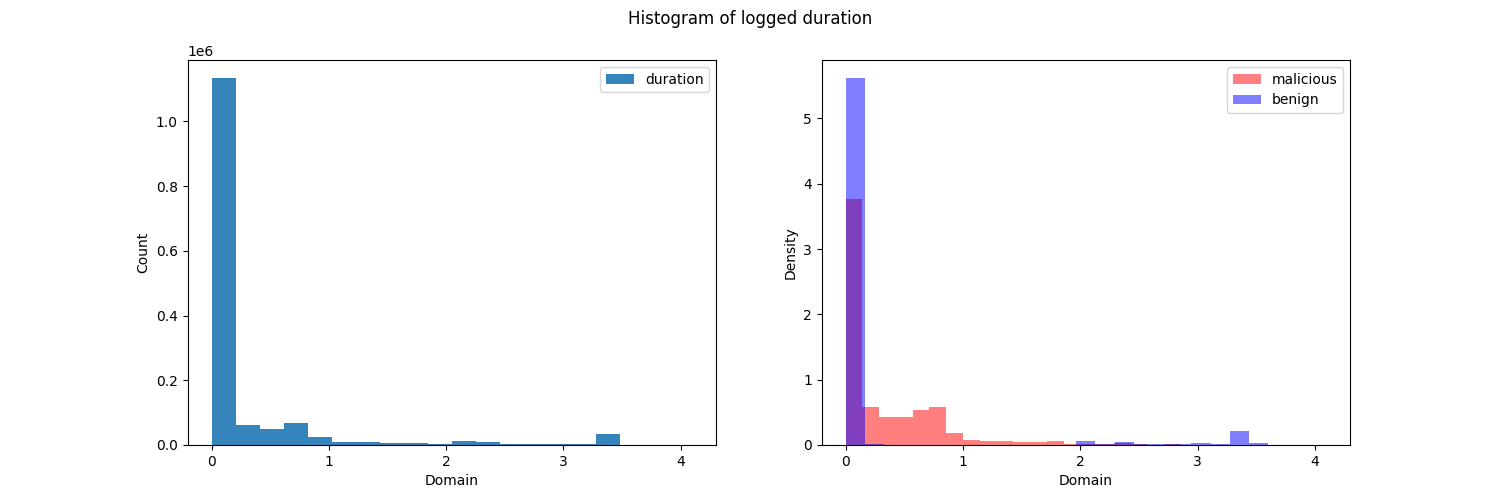 Histogram of logged duration
1e6
duration
1.0
0.8
0.6
0.4
0.2
0.0
Count
0 1 2 3 4
Domain
malicious
benign
5
4
3
2
1
0
Density
0 1 2 3 4
Domain